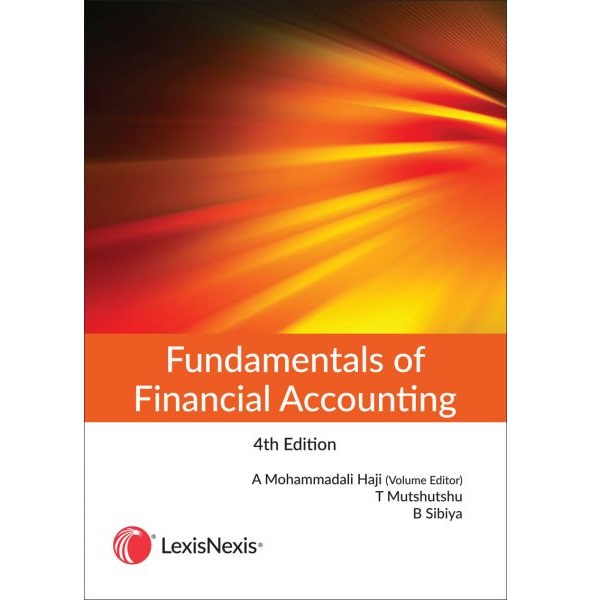 Fundamentals of
Financial Accounting
4th Edition
A Mohammadali Haji (Volume Editor)
T Mutshutshu
B Sibiya
LexisNexis®